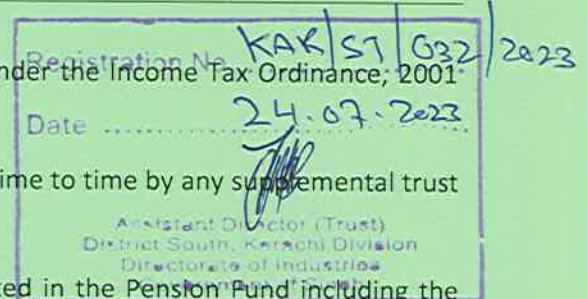 Registration No KAR/ST/032/2023
nder the Income Tax Ordinance, 2001
Date ........ 24.07.2023
ime to time by any supplemental trust
Assistant Director (Trust)
District South, Karachi Division
Directorate of Industries
ed in the Pension Fund including the